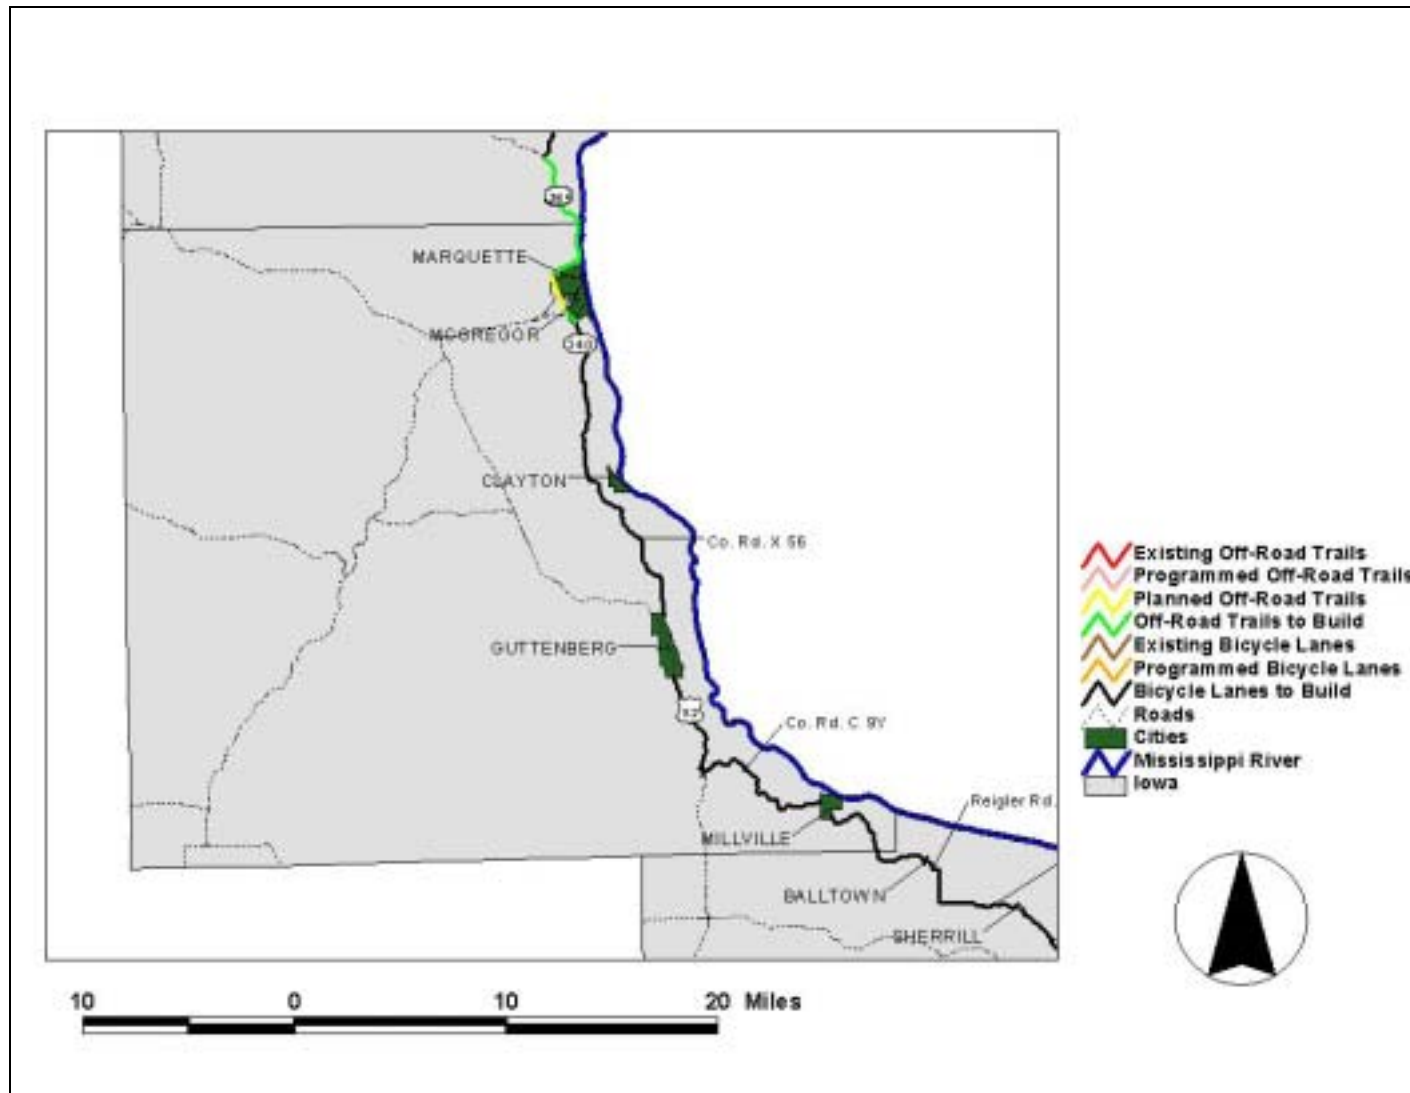 MARQUETTE
MCGREGOR
340
CLAYTON
Co. Rd. X 56
GUTTENBERG
52
Co. Rd. C 9Y
Reigler Rd.
MILLVILLE
BALLTOWN
SHERRILL
Existing Off-Road Trails
Programmed Off-Road Trails
Planned Off-Road Trails
Off-Road Trails to Build
Existing Bicycle Lanes
Programmed Bicycle Lanes
Bicycle Lanes to Build
Roads
Cities
Mississippi River
Iowa
10 0 10 20 Miles